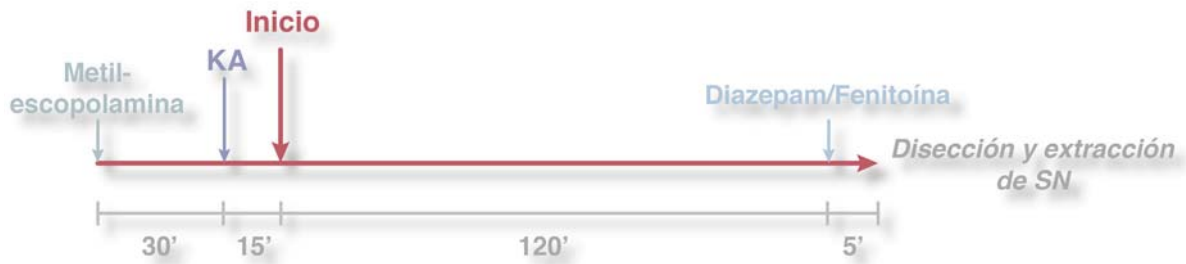 Inicio
KA
Metil-
escopolamina
Diazepam/Fenitoína
Disección y extracción
de SN
30’
15’
120’
5’